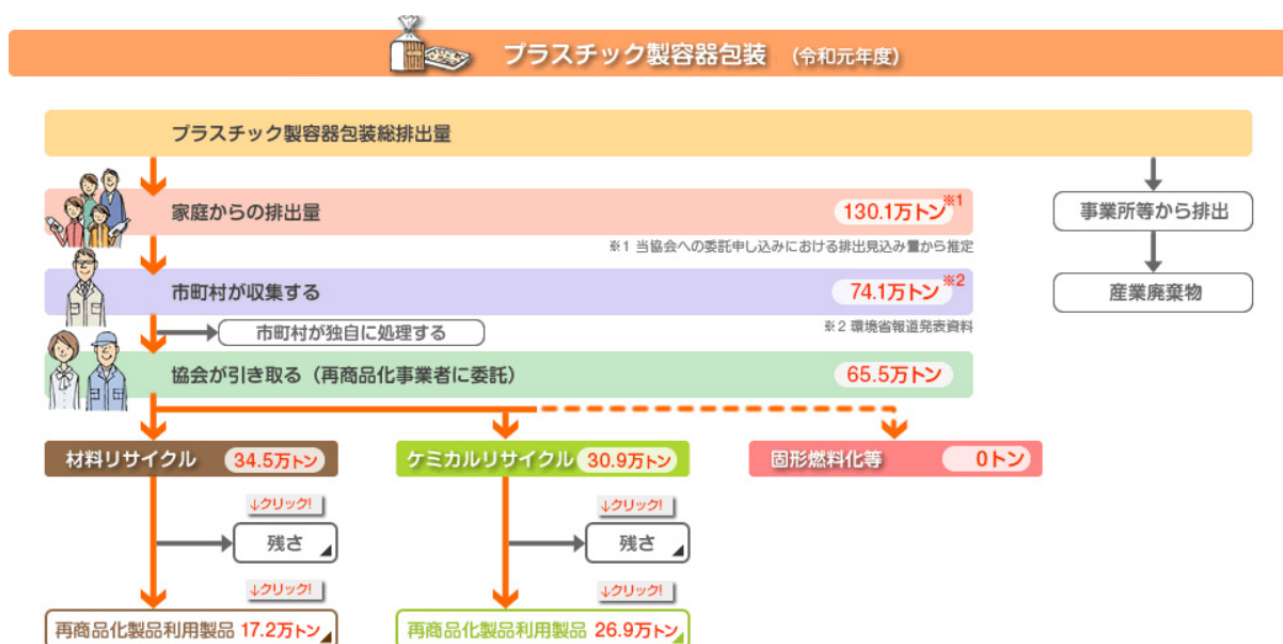 プラスチック製容器包装 (令和元年度)
プラスチック製容器包装総排出量
家庭からの排出量 130.1万トン※1
事業所等から排出
※1 当協会への委託申し込みにおける排出見込み量から推定
市町村が収集する 74.1万トン※2
産業廃棄物
市町村が独自に処理する
※2 環境省報道発表資料
協会が引き取る（再商品化事業者に委託） 65.5万トン
材料リサイクル 34.5万トン
ケミカルリサイクル 30.9万トン
固形燃料化等 0トン
↓クリック!
↓クリック!
残さ
残さ
↓クリック!
↓クリック!
再商品化製品利用製品 17.2万トン
再商品化製品利用製品 26.9万トン